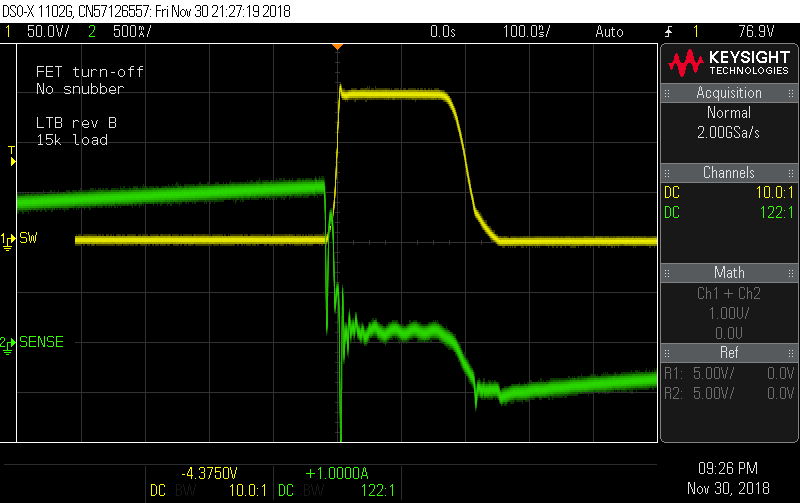 DSO-X 1102G, CN57126557: Fri Nov 30 21:27:19 2018
1 50.0V/ 2 500%/ 0.0s 100.0%/ Auto 1 76.9V
FET turn-off
No snubber
LTB rev B
15k load
T
1 SW
2 SENSE
KEYSIGHT
TECHNOLOGIES
Acquisition
Normal
2.00GSa/s
Channels
DC 10.0:1
DC 122:1
Math
Ch1 + Ch2
1.00V/
0.0V
Ref
R1: 5.00V/ 0.0V
R2: 5.00V/ 0.0V
-4.3750V +1.0000A
DC BW 10.0:1 DC BW 122:1
09:26 PM
Nov 30, 2018